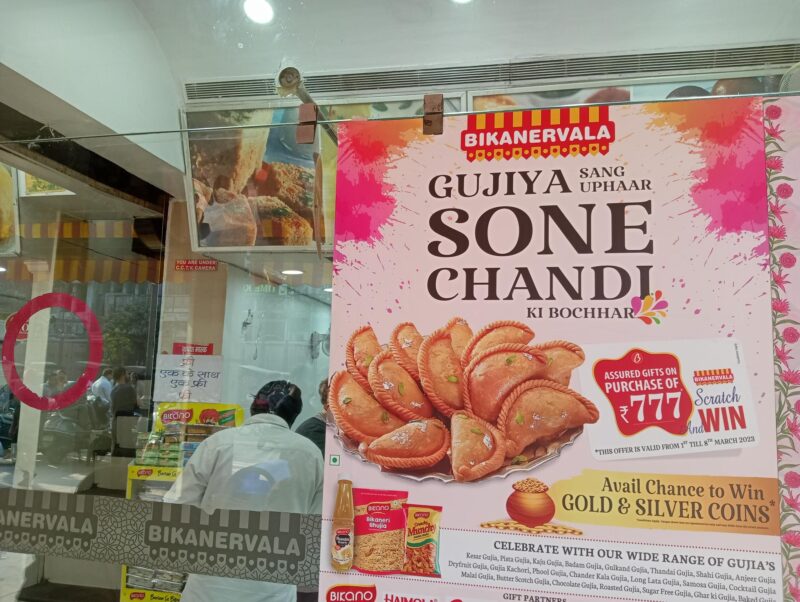 BIKANERVALA
GUJIYA SANG UPHAAR
SONE
CHANDI
KI BOCHHAR
ASSURED GIFTS ON
PURCHASE OF
₹777
BIKANERVALA
Scratch
And WIN
*THIS OFFER IS VALID FROM 1ST TILL 8TH MARCH 2023
Avail Chance to Win
GOLD & SILVER COINS*
CELEBRATE WITH OUR WIDE RANGE OF GUJIA'S
Kesar Gujia, Pista Gujia, Kaju Gujia, Badam Gujia, Gulkand Gujia, Thandai Gujia, Shahi Gujia, Anjeer Gujia
Dryfruit Gujia, Gujia Kachori, Phool Gujia, Chander Kala Gujia, Long Lata Gujia, Samosa Gujia, Cocktail Gujia
Malai Gujia, Butter Scotch Gujia, Chocolate Gujia, Roasted Gujia, Sugar Free Gujia, Ghar ki Gujia, Baked Gujia
GIFT PARTNERS
BIKANO
BIKANO
Bikaneri
Bhujia
BIKANO
YOU ARE UNDER
C.C.T.V. CAMERA
फ्री
एक के साथ
एक फ्री
फ्री
BIKANO
ANERVALA
BIKANERVALA